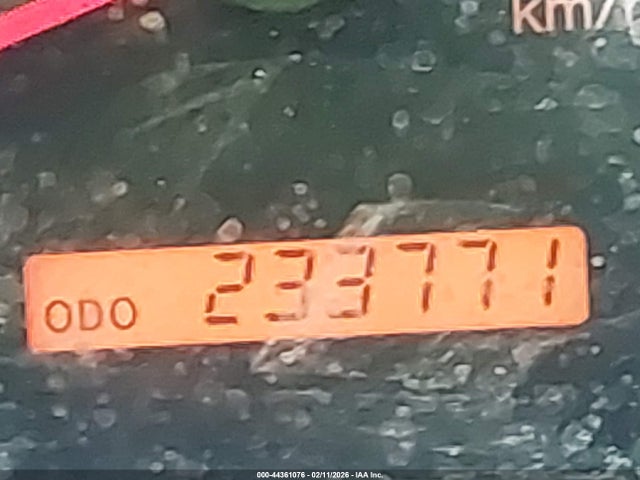 km/
ODO 233771
000-44361076 - 02/11/2026 - IAA Inc.